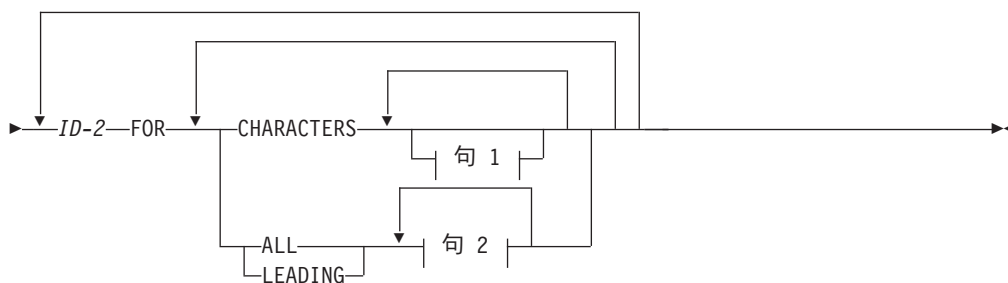 ID-2 FOR CHARACTERS
句 1
ALL 句 2
LEADING